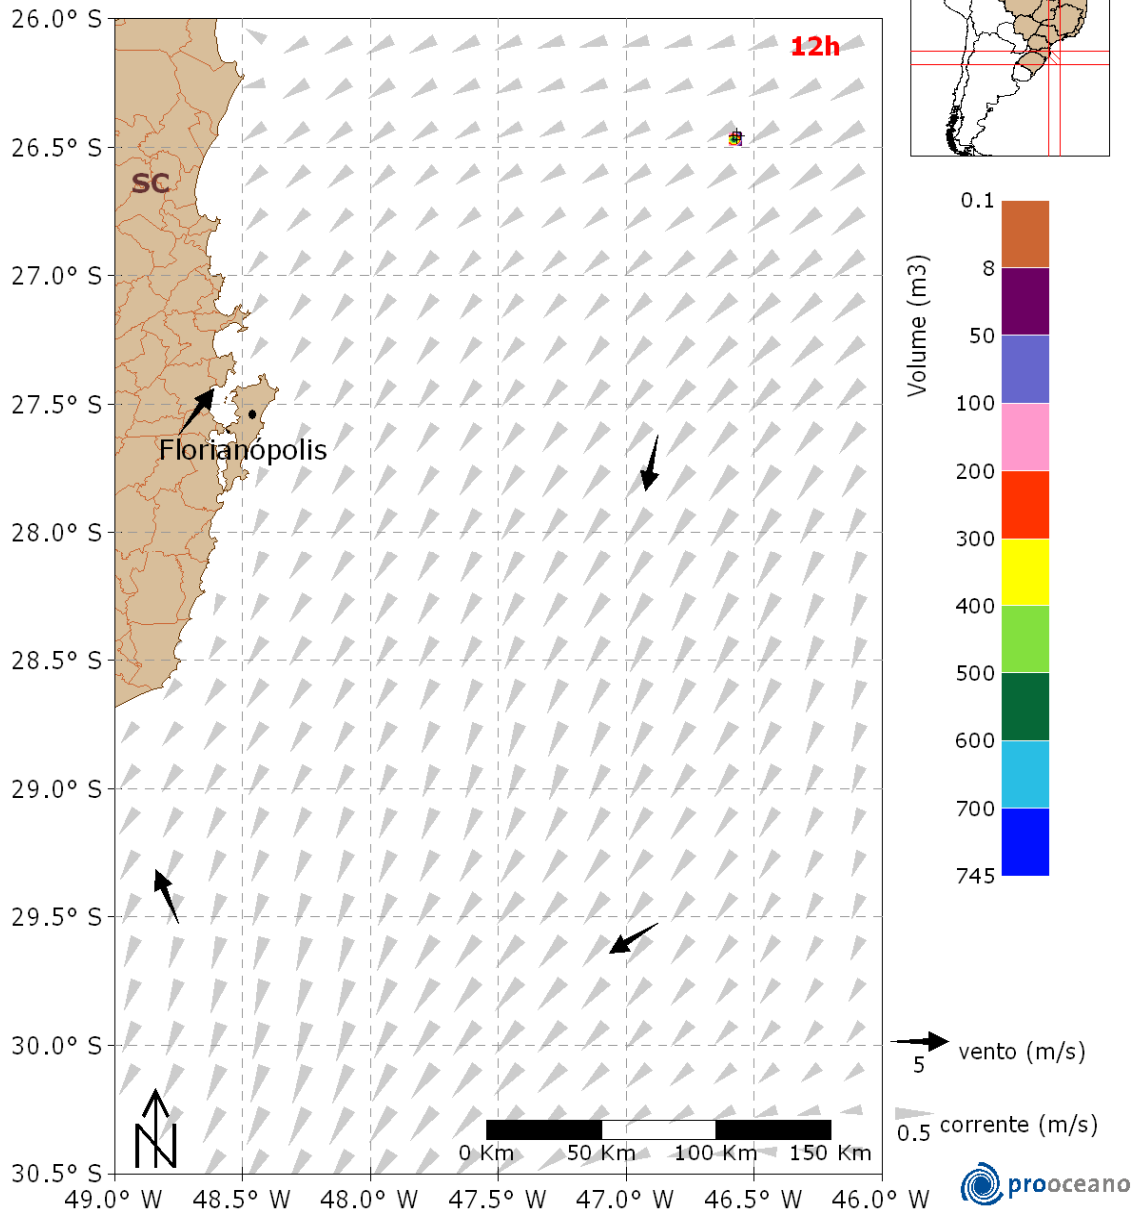 26.0° S
12h
26.5° S
SC
0.1
27.0° S
8
Volume (m3)
50
100
27.5° S
Florianópolis
200
28.0° S
300
400
28.5° S
500
600
29.0° S
700
745
29.5° S
30.0° S
5 vento (m/s)
0.5 corrente (m/s)
N
0 Km 50 Km 100 Km 150 Km
30.5° S
49.0° W 48.5° W 48.0° W 47.5° W 47.0° W 46.5° W 46.0° W
prooceano